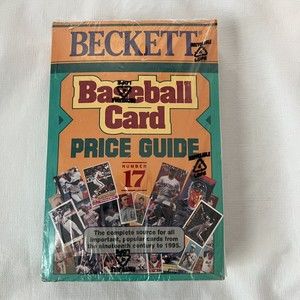 BECKETT
Baseball
Card
PRICE GUIDE
NUMBER
17
The complete source for all
important, popular cards from
the nineteenth century to 1995.